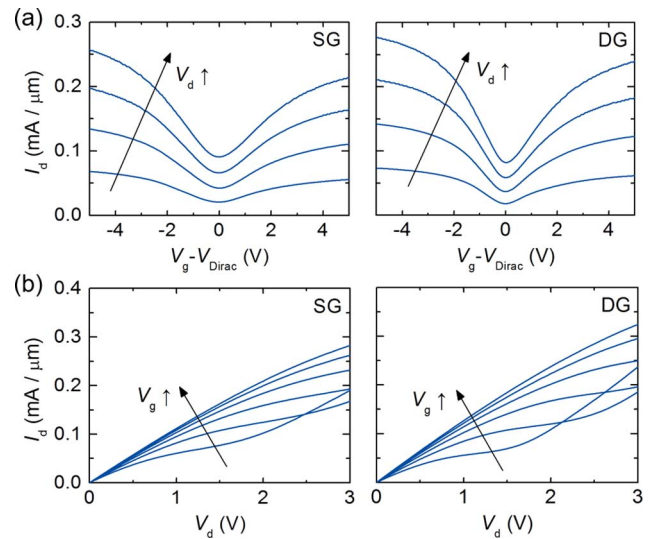 (a)
SG
DG
0.3
0.2
0.1
0.0
I_d (mA / μm)
V_d ↑
V_d ↑
-4 -2 0 2 4
-4 -2 0 2 4
V_g-V_Dirac (V)
V_g-V_Dirac (V)
(b)
SG
DG
0.4
0.3
0.2
0.1
0.0
I_d (mA / μm)
V_g ↑
V_g ↑
0 1 2 3
0 1 2 3
V_d (V)
V_d (V)